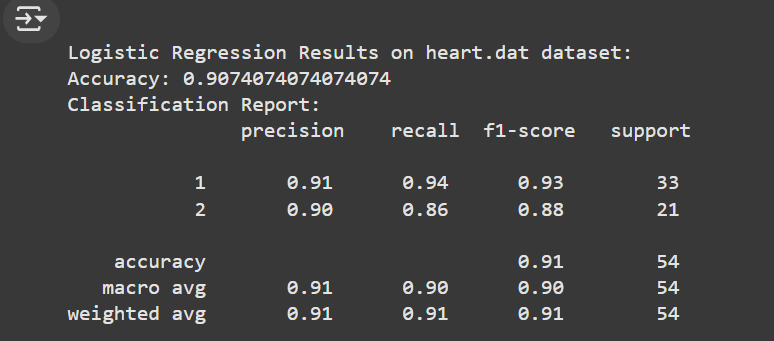 Logistic Regression Results on heart.dat dataset:
Accuracy: 0.9074074074074074
Classification Report:
precision recall f1-score support
1 0.91 0.94 0.93 33
2 0.90 0.86 0.88 21
accuracy 0.91 54
macro avg 0.91 0.90 0.90 54
weighted avg 0.91 0.91 0.91 54